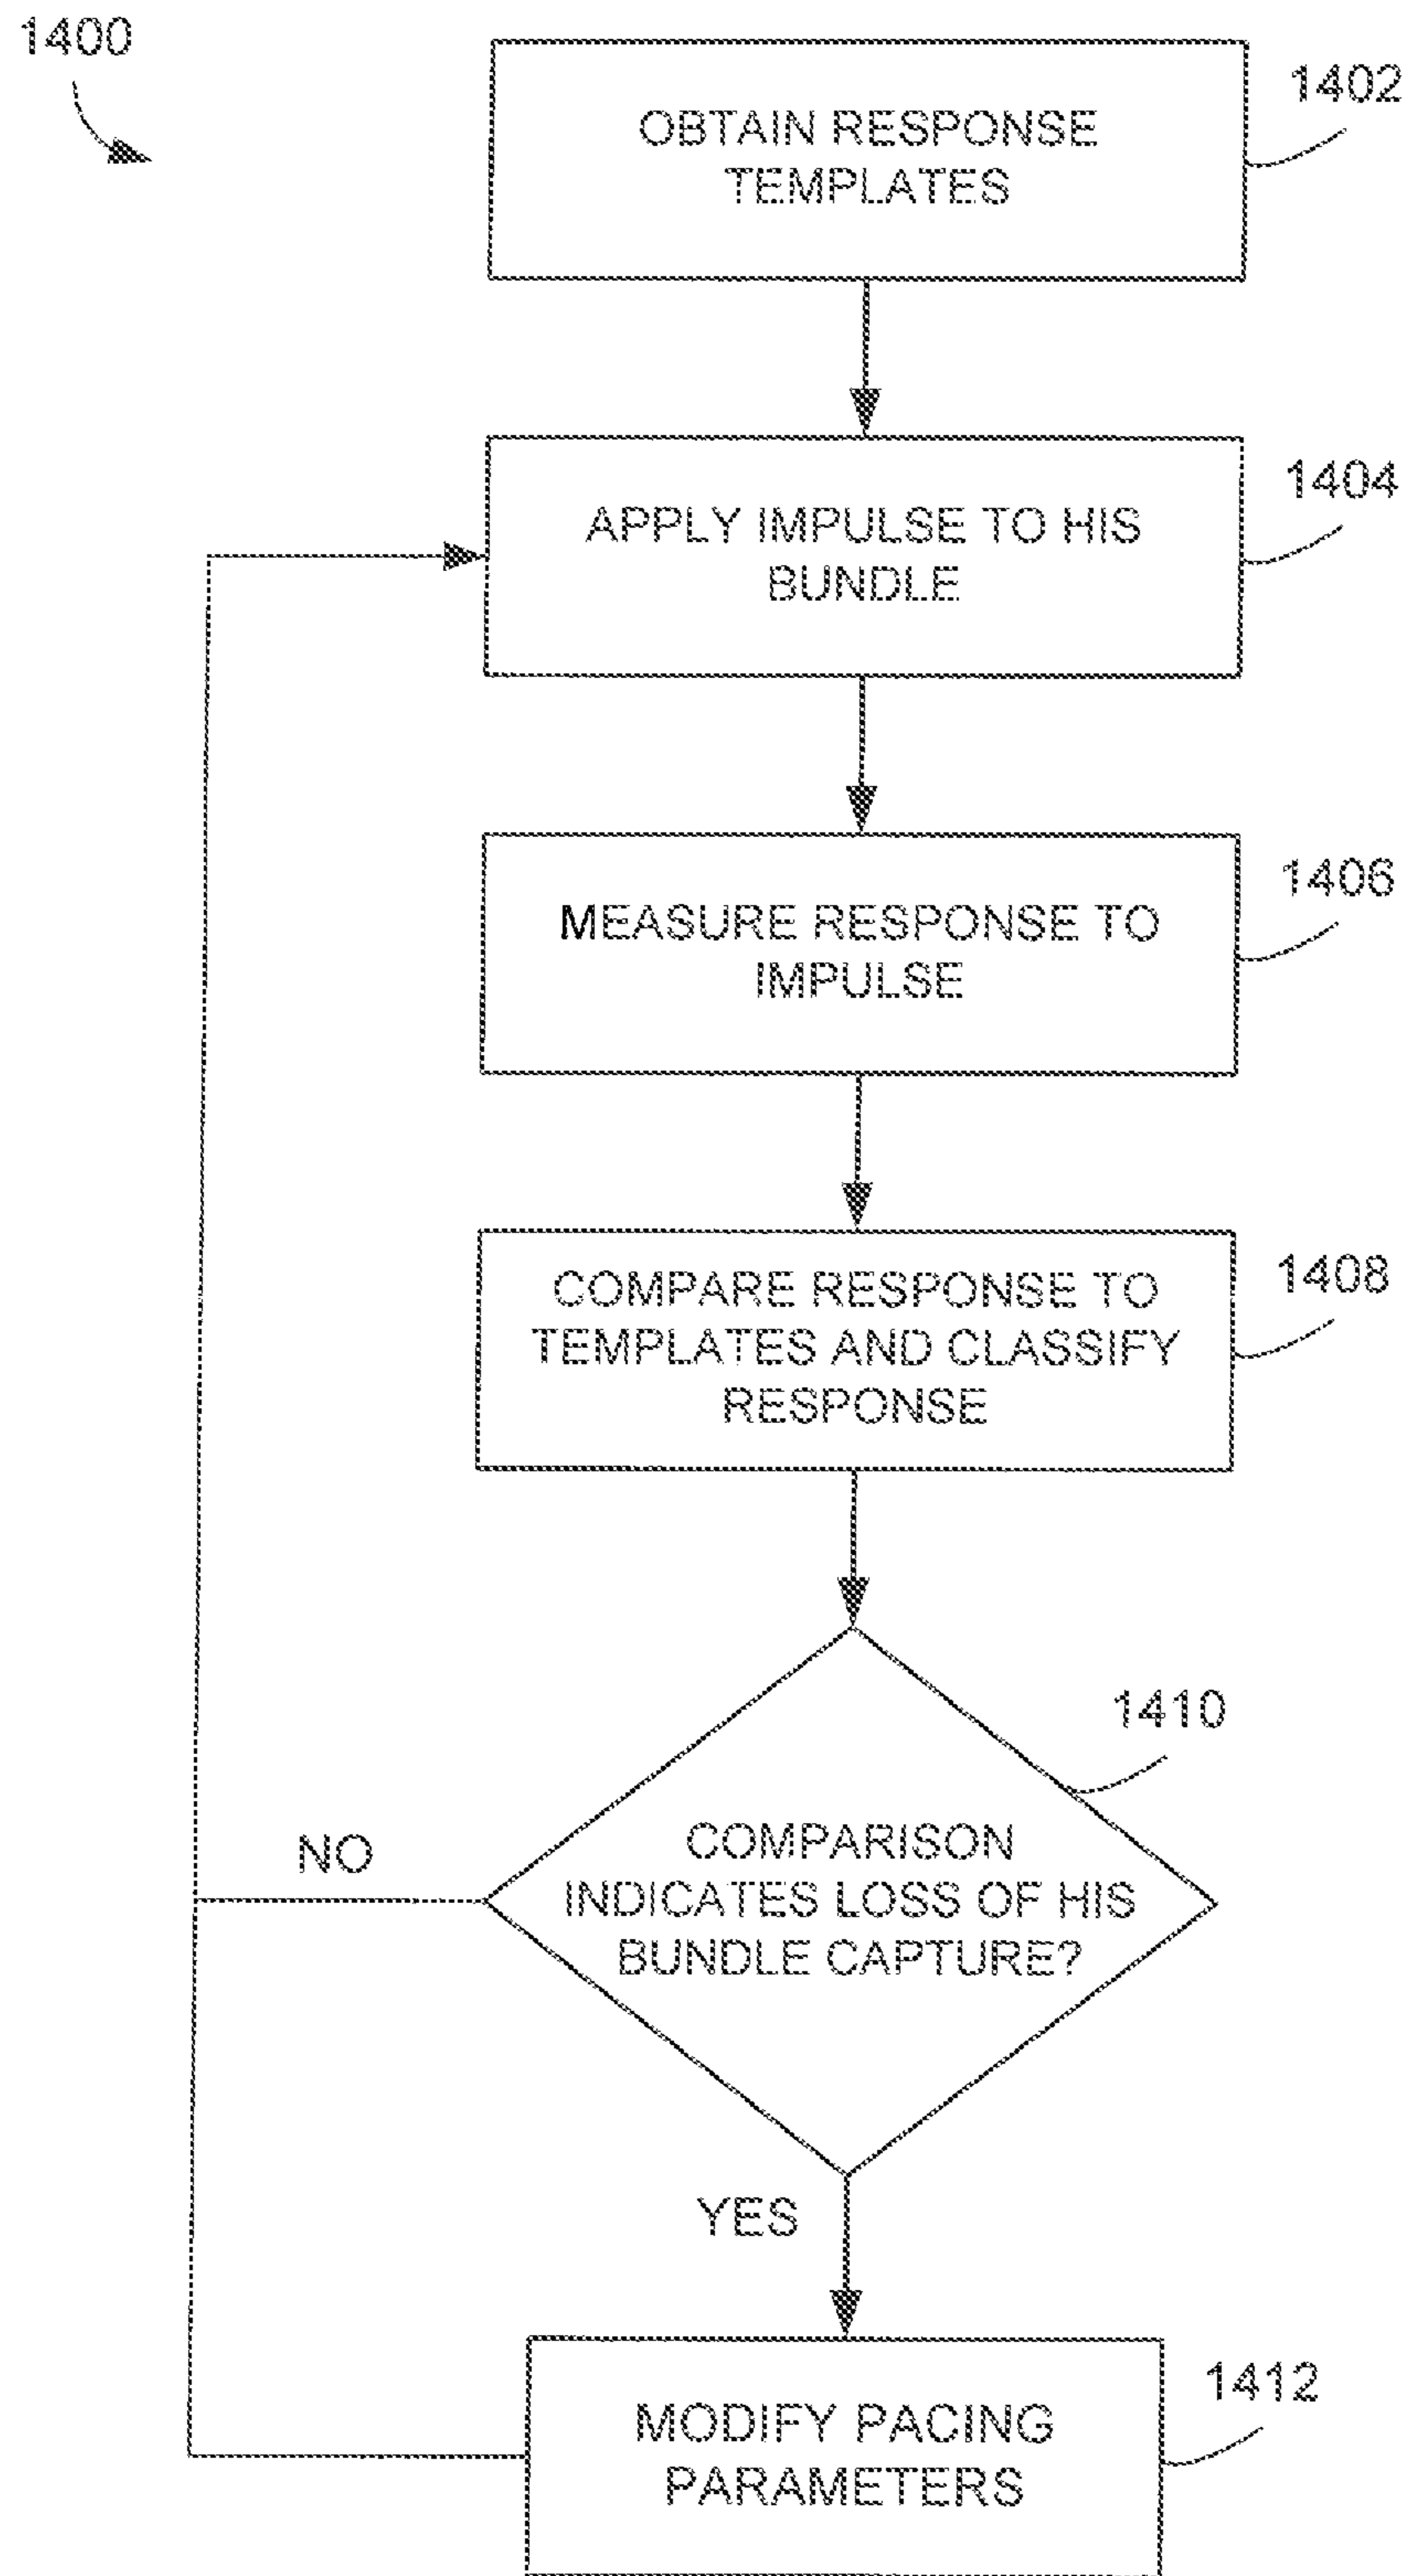 1400
OBTAIN RESPONSE
TEMPLATES
1402
APPLY IMPULSE TO HIS
BUNDLE
1404
MEASURE RESPONSE TO
IMPULSE
1406
COMPARE RESPONSE TO
TEMPLATES AND CLASSIFY
RESPONSE
1408
1410
COMPARISON
INDICATES LOSS OF HIS
BUNDLE CAPTURE?
NO
YES
MODIFY PACING
PARAMETERS
1412